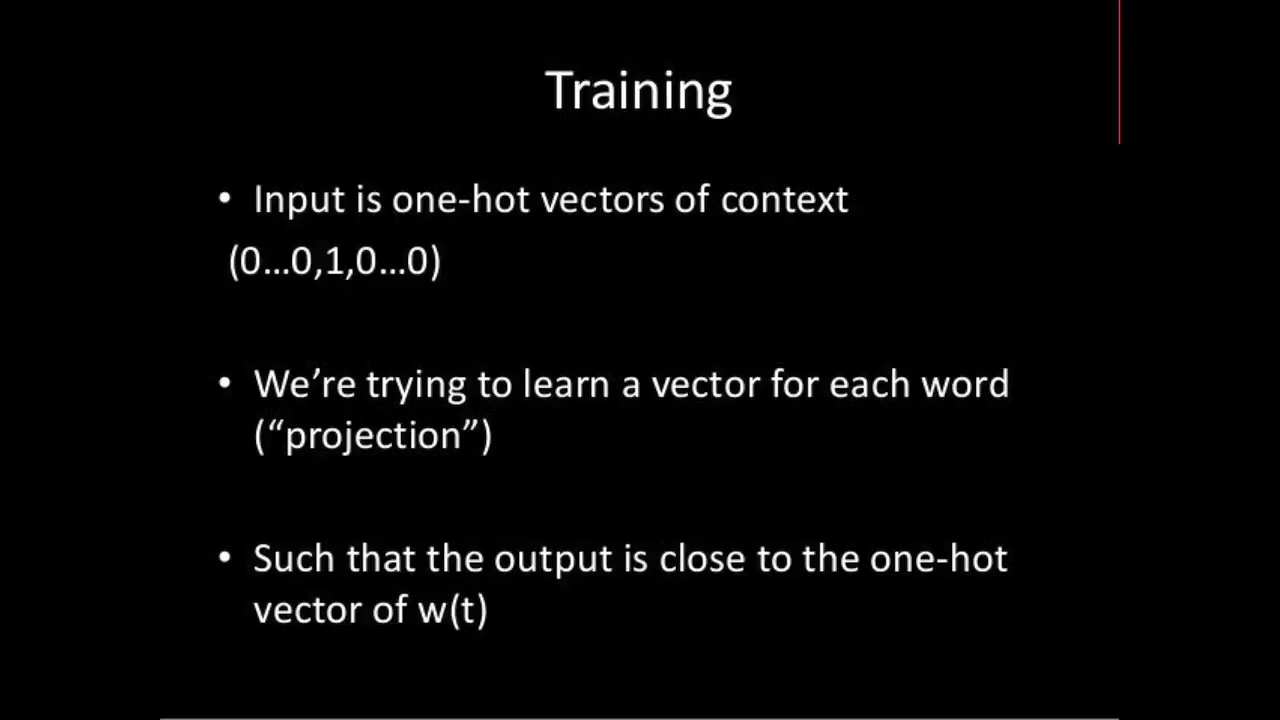 Training
• Input is one-hot vectors of context
(0…0,1,0…0)
• We’re trying to learn a vector for each word
(“projection”)
• Such that the output is close to the one-hot
vector of w(t)